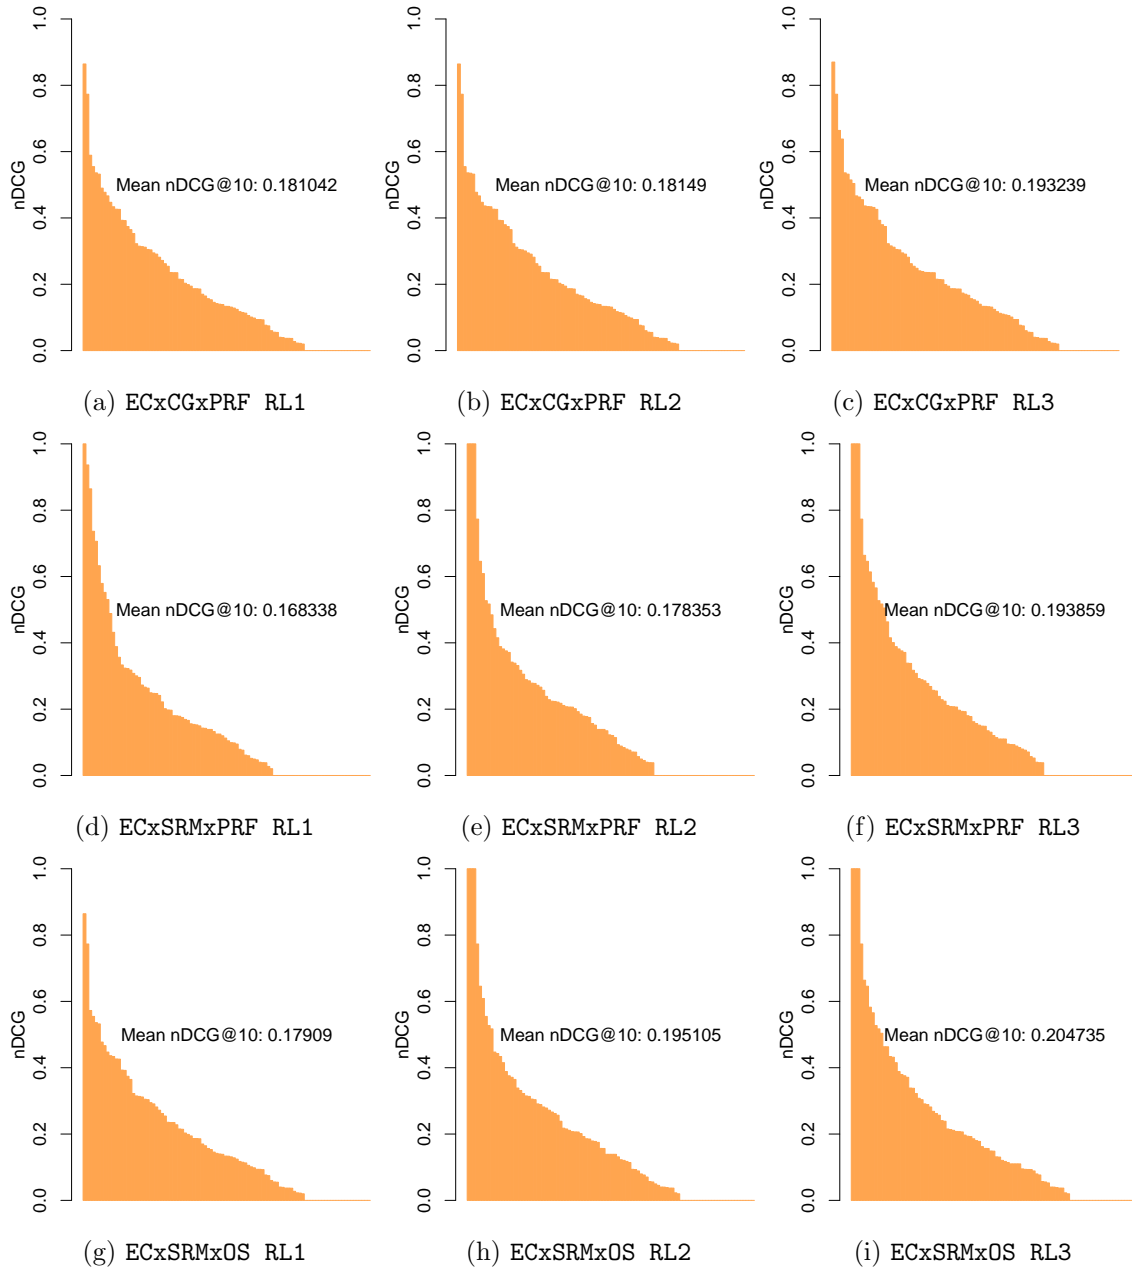 nDCG
0.0 0.2 0.4 0.6 0.8 1.0
Mean nDCG@10: 0.181042
(a) ECxCGxPRF RL1
nDCG
0.0 0.2 0.4 0.6 0.8 1.0
Mean nDCG@10: 0.18149
(b) ECxCGxPRF RL2
nDCG
0.0 0.2 0.4 0.6 0.8 1.0
Mean nDCG@10: 0.193239
(c) ECxCGxPRF RL3
nDCG
0.0 0.2 0.4 0.6 0.8 1.0
Mean nDCG@10: 0.168338
(d) ECxSRMxPRF RL1
nDCG
0.0 0.2 0.4 0.6 0.8 1.0
Mean nDCG@10: 0.178353
(e) ECxSRMxPRF RL2
nDCG
0.0 0.2 0.4 0.6 0.8 1.0
Mean nDCG@10: 0.193859
(f) ECxSRMxPRF RL3
nDCG
0.0 0.2 0.4 0.6 0.8 1.0
Mean nDCG@10: 0.17909
(g) ECxSRMxOS RL1
nDCG
0.0 0.2 0.4 0.6 0.8 1.0
Mean nDCG@10: 0.195105
(h) ECxSRMxOS RL2
nDCG
0.0 0.2 0.4 0.6 0.8 1.0
Mean nDCG@10: 0.204735
(i) ECxSRMxOS RL3